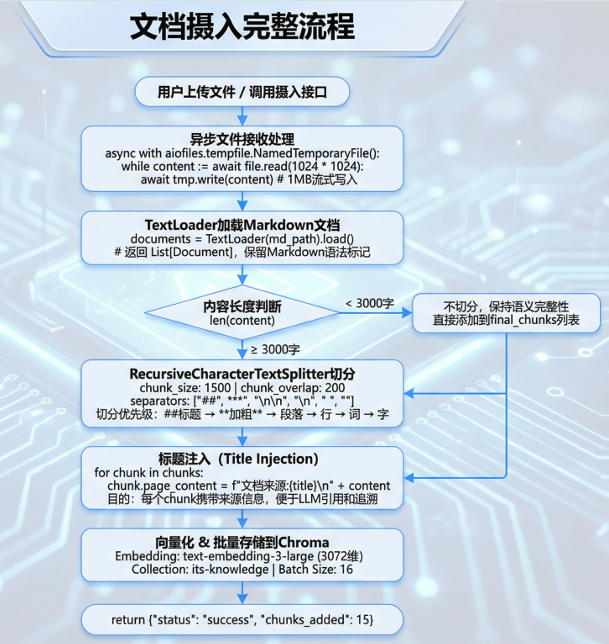 文档摄入完整流程
用户上传文件 / 调用摄入接口
异步文件接收处理
async with aiofiles.tempfile.NamedTemporaryFile():
while content := await file.read(1024 * 1024):
await tmp.write(content) # 1MB流式写入
TextLoader加载Markdown文档
documents = TextLoader(md_path).load()
# 返回 List[Document]，保留Markdown语法标记
内容长度判断
len(content)
< 3000字
不切分，保持语义完整性
直接添加到final_chunks列表
≥ 3000字
RecursiveCharacterTextSplitter切分
chunk_size: 1500 | chunk_overlap: 200
separators: ["##", "**", "\n\n", "\n", " ", ""]
切分优先级：##标题 → **加粗** → 段落 → 行 → 词 → 字
标题注入（Title Injection）
for chunk in chunks:
chunk.page_content = f"文档来源:{title}\n" + content
目的：每个chunk携带来源信息，便于LLM引用和追溯
向量化 & 批量存储到Chroma
Embedding: text-embedding-3-large (3072维)
Collection: its-knowledge | Batch Size: 16
return {"status": "success", "chunks_added": 15}